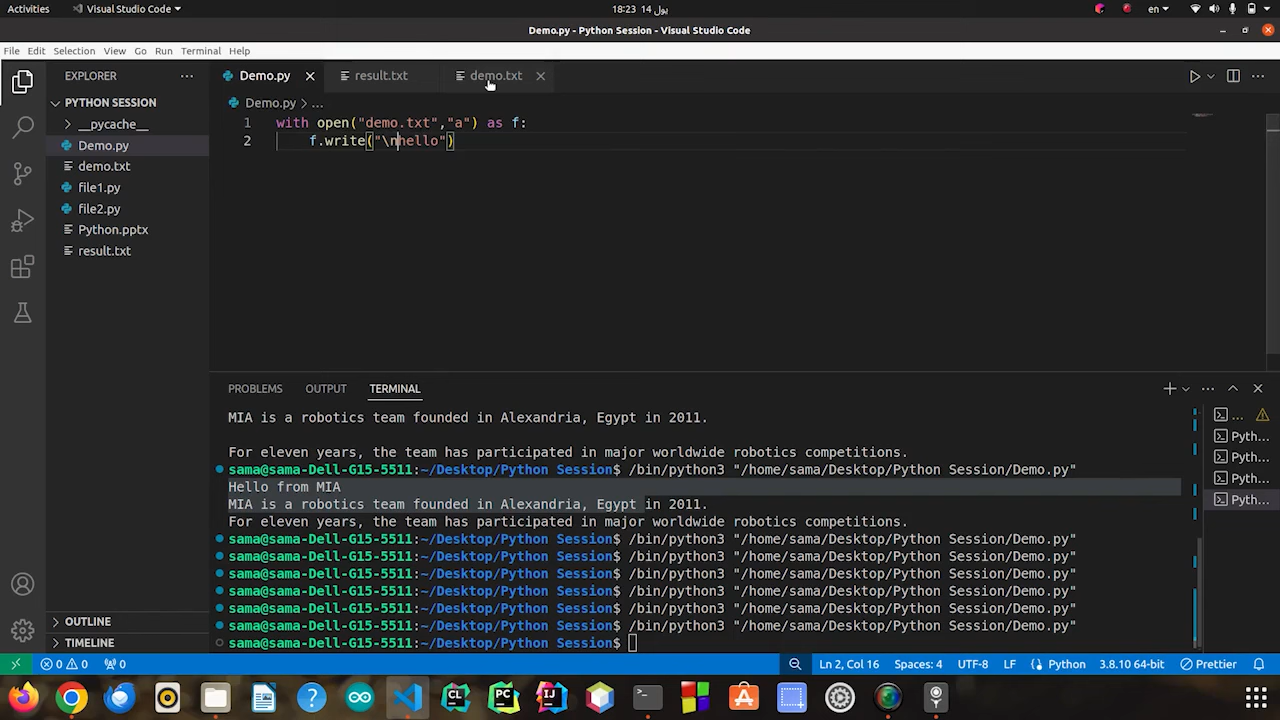 Activities
Visual Studio Code
18:23 14 يول
en
Demo.py - Python Session - Visual Studio Code
File Edit Selection View Go Run Terminal Help
EXPLORER
Demo.py
result.txt
demo.txt
PYTHON SESSION
Demo.py > ...
__pycache__
Demo.py
demo.txt
file1.py
file2.py
Python.pptx
result.txt
1 with open("demo.txt","a") as f:
2 f.write("\nhello")
PROBLEMS OUTPUT TERMINAL
MIA is a robotics team founded in Alexandria, Egypt in 2011.
For eleven years, the team has participated in major worldwide robotics competitions.
sama@sama-Dell-G15-5511:~/Desktop/Python Session$ /bin/python3 "/home/sama/Desktop/Python Session/Demo.py"
Hello from MIA
MIA is a robotics team founded in Alexandria, Egypt in 2011.
For eleven years, the team has participated in major worldwide robotics competitions.
sama@sama-Dell-G15-5511:~/Desktop/Python Session$ /bin/python3 "/home/sama/Desktop/Python Session/Demo.py"
sama@sama-Dell-G15-5511:~/Desktop/Python Session$ /bin/python3 "/home/sama/Desktop/Python Session/Demo.py"
sama@sama-Dell-G15-5511:~/Desktop/Python Session$ /bin/python3 "/home/sama/Desktop/Python Session/Demo.py"
sama@sama-Dell-G15-5511:~/Desktop/Python Session$ /bin/python3 "/home/sama/Desktop/Python Session/Demo.py"
sama@sama-Dell-G15-5511:~/Desktop/Python Session$ /bin/python3 "/home/sama/Desktop/Python Session/Demo.py"
sama@sama-Dell-G15-5511:~/Desktop/Python Session$ /bin/python3 "/home/sama/Desktop/Python Session/Demo.py"
sama@sama-Dell-G15-5511:~/Desktop/Python Session$
...
Pyth...
Pyth...
Pyth...
Pyth...
OUTLINE
TIMELINE
0 0 0
Ln 2, Col 16 Spaces: 4 UTF-8 LF Python 3.8.10 64-bit Prettier
CL
PC
IJ